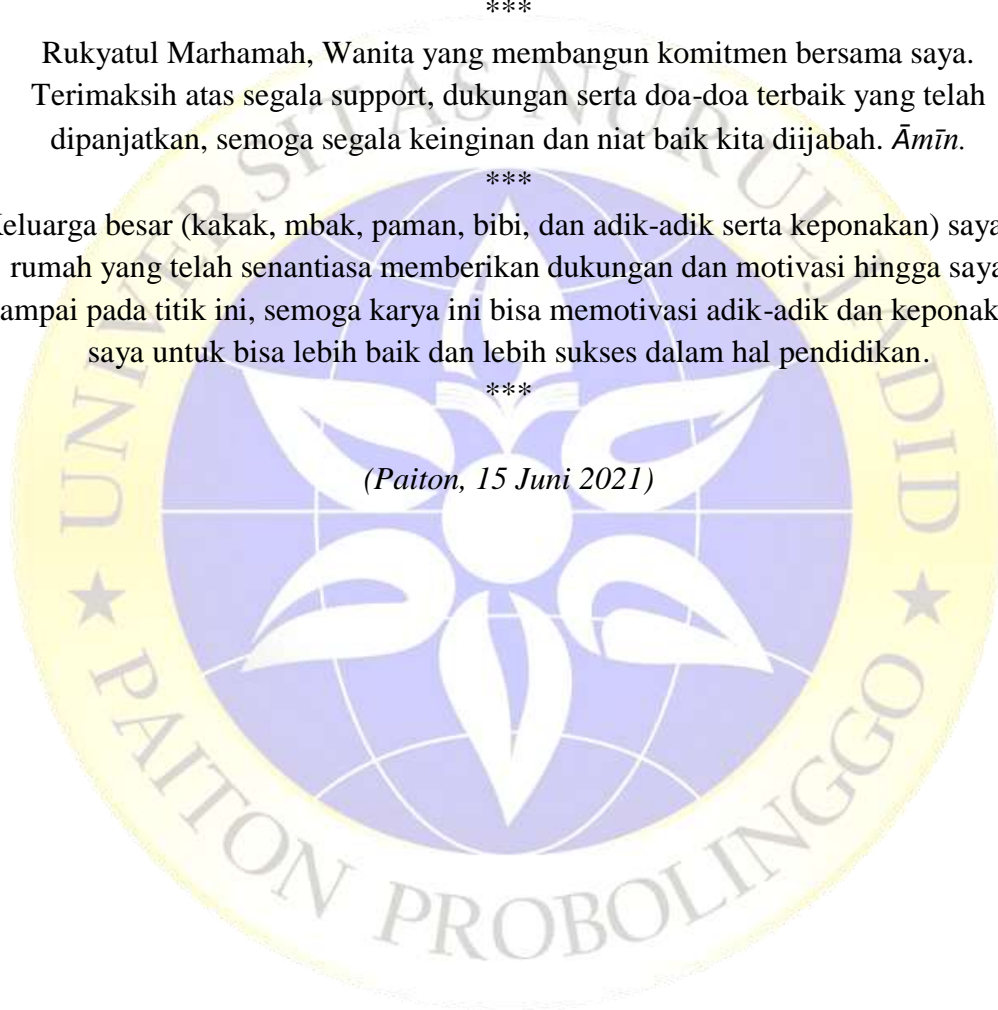 ***
Rukyatul Marhamah, Wanita yang membangun komitmen bersama saya.
Terimaksih atas segala support, dukungan serta doa-doa terbaik yang telah
dipanjatkan, semoga segala keinginan dan niat baik kita diijabah. Āmīn.
***
eluarga besar (kakak, mbak, paman, bibi, dan adik-adik serta keponakan) saya
rumah yang telah senantiasa memberikan dukungan dan motivasi hingga saya
ampai pada titik ini, semoga karya ini bisa memotivasi adik-adik dan keponak
saya untuk bisa lebih baik dan lebih sukses dalam hal pendidikan.
***
(Paiton, 15 Juni 2021)
UNIVERSITAS NURUL JADID
PAITON PROBOLINGGO